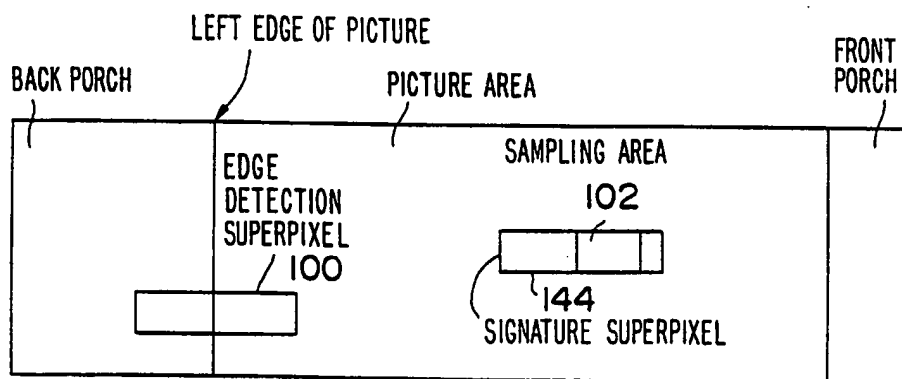 LEFT EDGE OF PICTURE
BACK PORCH
PICTURE AREA
FRONT
PORCH
SAMPLING AREA
EDGE
DETECTION
SUPERPIXEL
100
102
144
SIGNATURE SUPERPIXEL